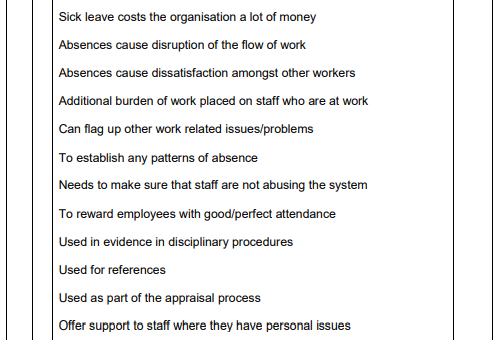 Sick leave costs the organisation a lot of money
Absences cause disruption of the flow of work
Absences cause dissatisfaction amongst other workers
Additional burden of work placed on staff who are at work
Can flag up other work related issues/problems
To establish any patterns of absence
Needs to make sure that staff are not abusing the system
To reward employees with good/perfect attendance
Used in evidence in disciplinary procedures
Used for references
Used as part of the appraisal process
Offer support to staff where they have personal issues